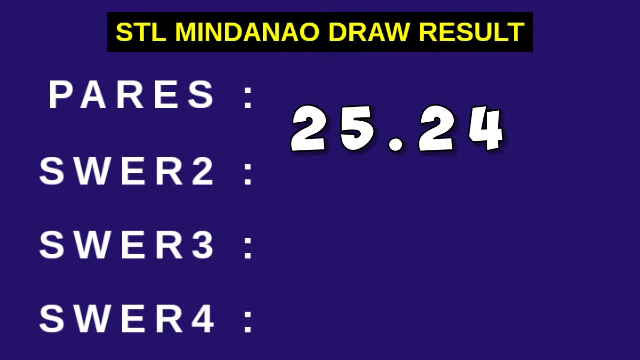 STL MINDANAO DRAW RESULT
PARES :
25.24
SWER2 :
SWER3 :
SWER4 :